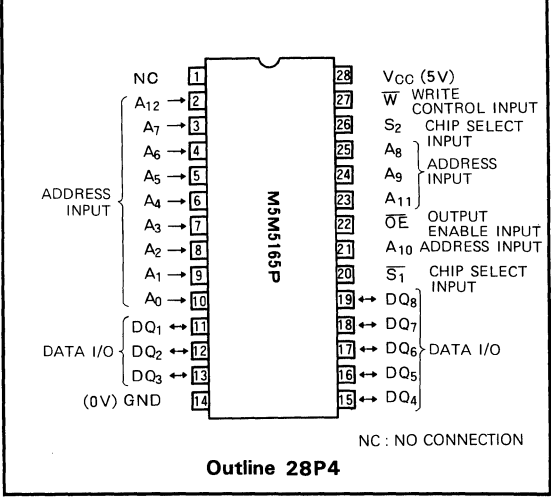 NC 1
A12 → 2
A7 → 3
A6 → 4
A5 → 5
A4 → 6
A3 → 7
A2 → 8
A1 → 9
A0 → 10
ADDRESS
INPUT
DQ1 ↔ 11
DQ2 ↔ 12
DQ3 ↔ 13
DATA I/O
(0V) GND 14
M5M5165P
28 VCC (5V)
27 W̅ WRITE
CONTROL INPUT
26 S2 CHIP SELECT
INPUT
25 A8
24 A9
23 A11
ADDRESS
INPUT
22 O̅E̅ OUTPUT
ENABLE INPUT
21 A10 ADDRESS INPUT
20 S̅1 CHIP SELECT
INPUT
19 ↔ DQ8
18 ↔ DQ7
17 ↔ DQ6
16 ↔ DQ5
15 ↔ DQ4
DATA I/O
NC : NO CONNECTION
Outline 28P4